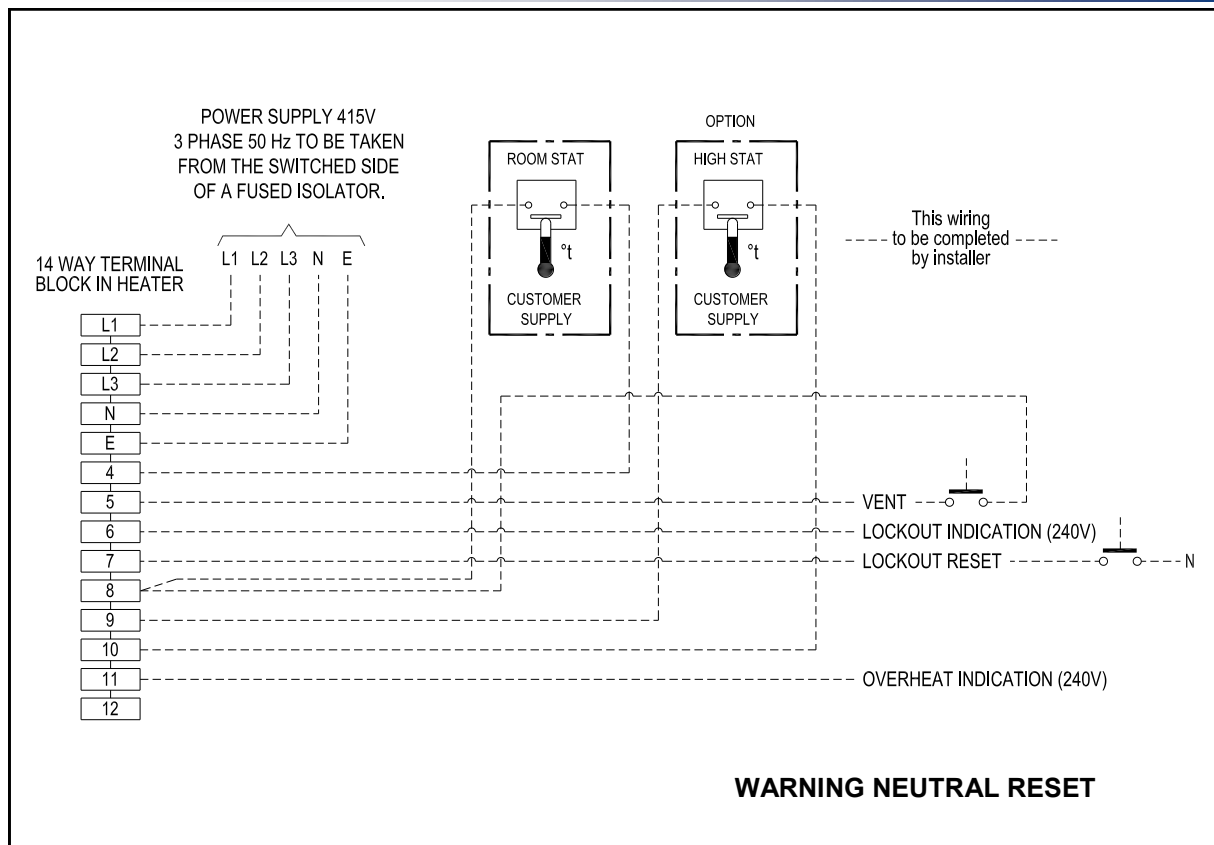 POWER SUPPLY 415V
3 PHASE 50 Hz TO BE TAKEN
FROM THE SWITCHED SIDE
OF A FUSED ISOLATOR.
L1 L2 L3 N E
14 WAY TERMINAL
BLOCK IN HEATER
L1
L2
L3
N
E
4
5
6
7
8
9
10
11
12
ROOM STAT
°t
CUSTOMER
SUPPLY
OPTION
HIGH STAT
°t
CUSTOMER
SUPPLY
This wiring
to be completed
by installer
VENT
LOCKOUT INDICATION (240V)
LOCKOUT RESET
N
OVERHEAT INDICATION (240V)
WARNING NEUTRAL RESET